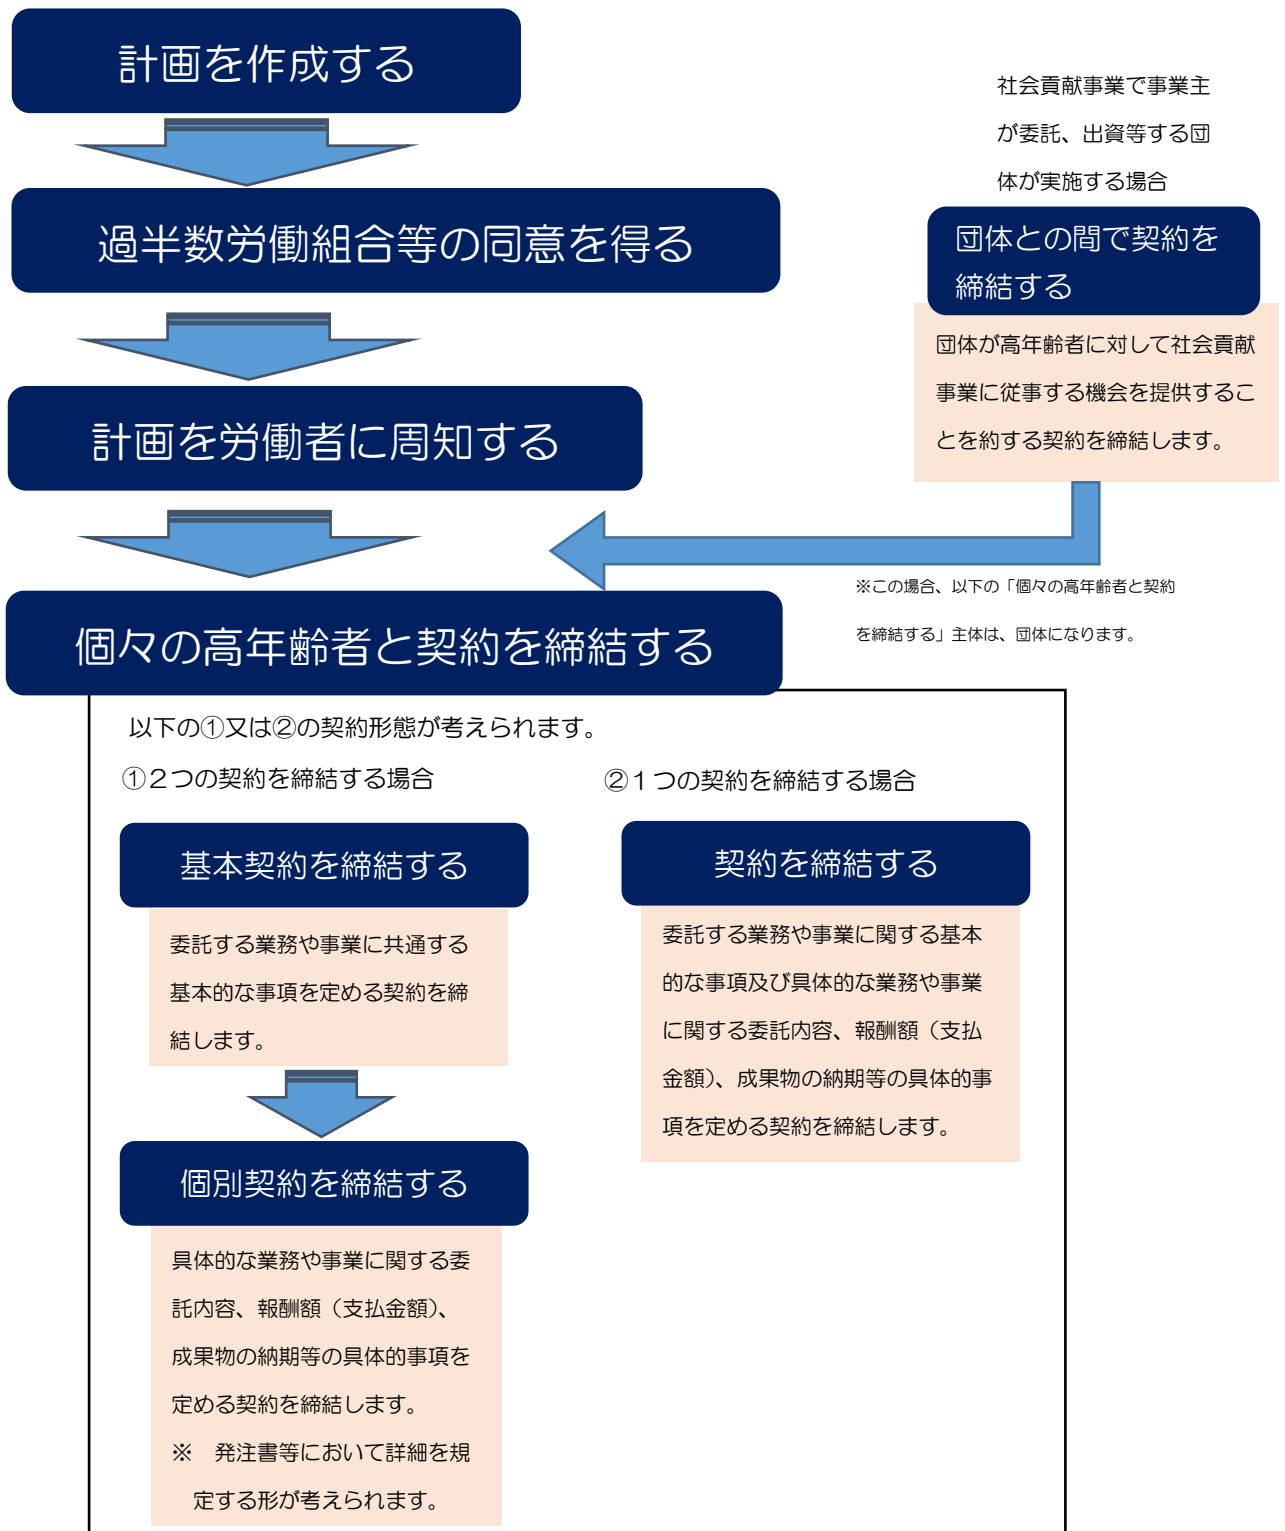 計画を作成する
過半数労働組合等の同意を得る
計画を労働者に周知する
社会貢献事業で事業主
が委託、出資等する団
体が実施する場合
団体との間で契約を
締結する
団体が高年齢者に対して社会貢献
事業に従事する機会を提供するこ
とを約する契約を締結します。
※この場合、以下の「個々の高年齢者と契約
を締結する」主体は、団体になります。
個々の高年齢者と契約を締結する
以下の①又は②の契約形態が考えられます。
①２つの契約を締結する場合
基本契約を締結する
委託する業務や事業に共通する
基本的な事項を定める契約を締
結します。
個別契約を締結する
具体的な業務や事業に関する委
託内容、報酬額（支払金額）、
成果物の納期等の具体的事項を
定める契約を締結します。
※　発注書等において詳細を規
定する形が考えられます。
②１つの契約を締結する場合
契約を締結する
委託する業務や事業に関する基本
的な事項及び具体的な業務や事業
に関する委託内容、報酬額（支払
金額）、成果物の納期等の具体的事
項を定める契約を締結します。